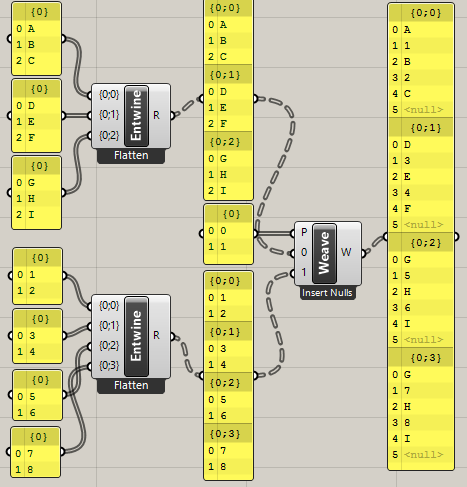 {0}
0 A
1 B
2 C
{0}
0 D
1 E
2 F
{0}
0 G
1 H
2 I
{0;0}
{0;1}
{0;2}
Entwine
R
Flatten
{0;0}
0 A
1 B
2 C
{0;1}
0 D
1 E
2 F
{0;2}
0 G
1 H
2 I
{0}
0 0
1 1
{0}
0 1
1 2
{0}
0 3
1 4
{0}
0 5
1 6
{0}
0 7
1 8
{0;0}
{0;1}
{0;2}
{0;3}
Entwine
R
Flatten
{0;0}
0 1
1 2
{0;1}
0 3
1 4
{0;2}
0 5
1 6
{0;3}
0 7
1 8
P
0
1
Weave
W
Insert Nulls
{0;0}
0 A
1 1
2 B
3 2
4 C
5 <null>
{0;1}
0 D
1 3
2 E
3 4
4 F
5 <null>
{0;2}
0 G
1 5
2 H
3 6
4 I
5 <null>
{0;3}
0 G
1 7
2 H
3 8
4 I
5 <null>